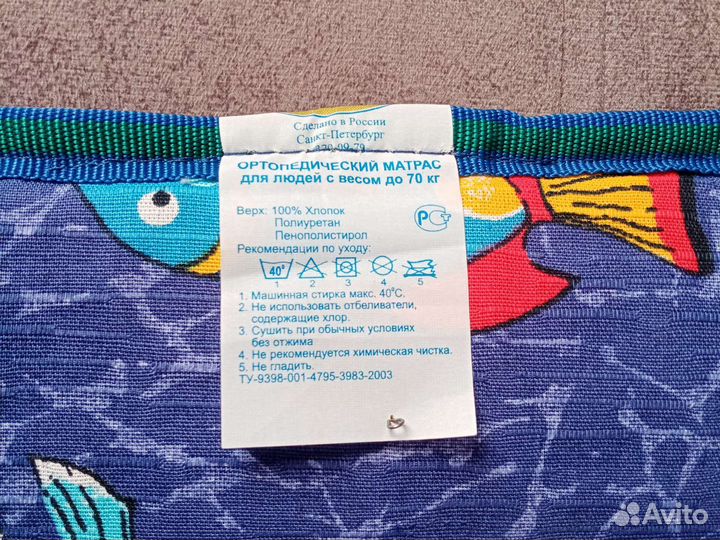 Сделано в России
Санкт-Петербург
320-99-79
ОРТОПЕДИЧЕСКИЙ МАТРАС
ДЛЯ ЛЮДЕЙ С ВЕСОМ ДО 70 КГ
Верх: 100% Хлопок
Полиуретан
Пенополистирол
Рекомендации по уходу:
40°
1 2 3 4 5
1. Машинная стирка макс. 40°С.
2. Не использовать отбеливатели,
содержащие хлор.
3. Сушить при обычных условиях
без отжима
4. Не рекомендуется химическая чистка.
5. Не гладить.
ТУ-9398-001-4795-3983-2003
Avito